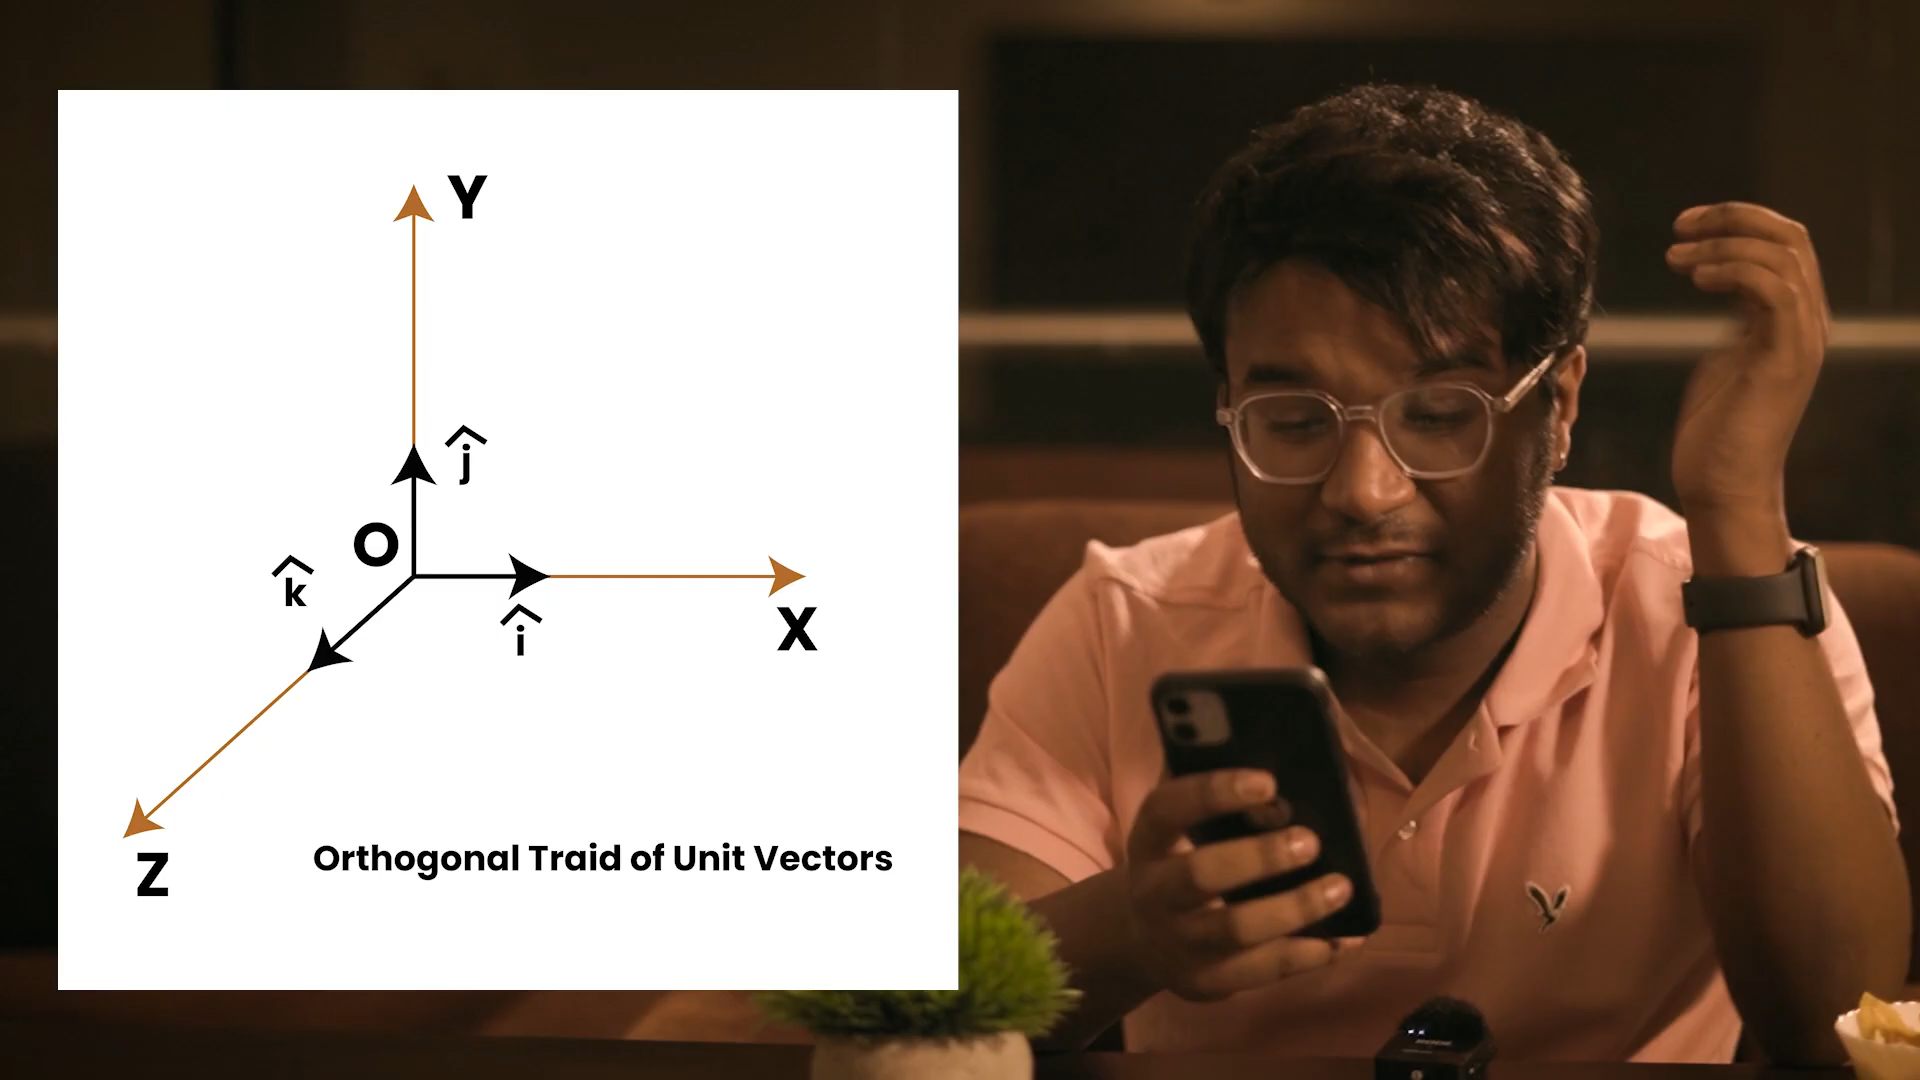 Y
ĵ
O
k̂
î
X
Z
Orthogonal Traid of Unit Vectors